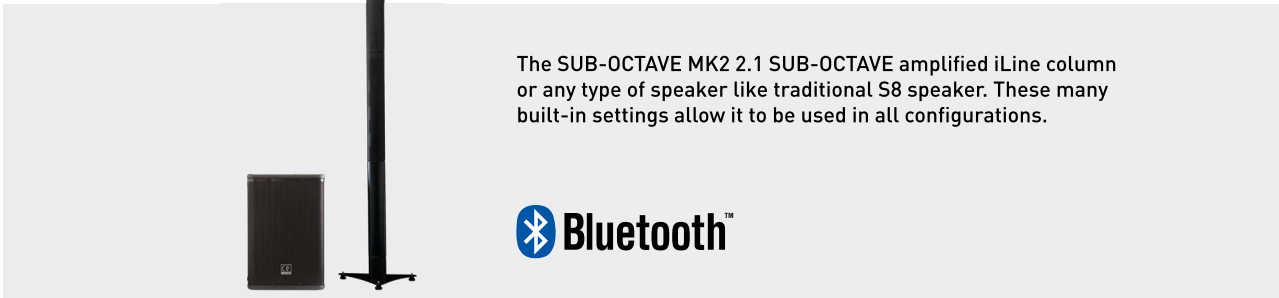 The SUB-OCTAVE MK2 2.1 SUB-OCTAVE amplified iLine column
or any type of speaker like traditional S8 speaker. These many
built-in settings allow it to be used in all configurations.
Bluetooth™